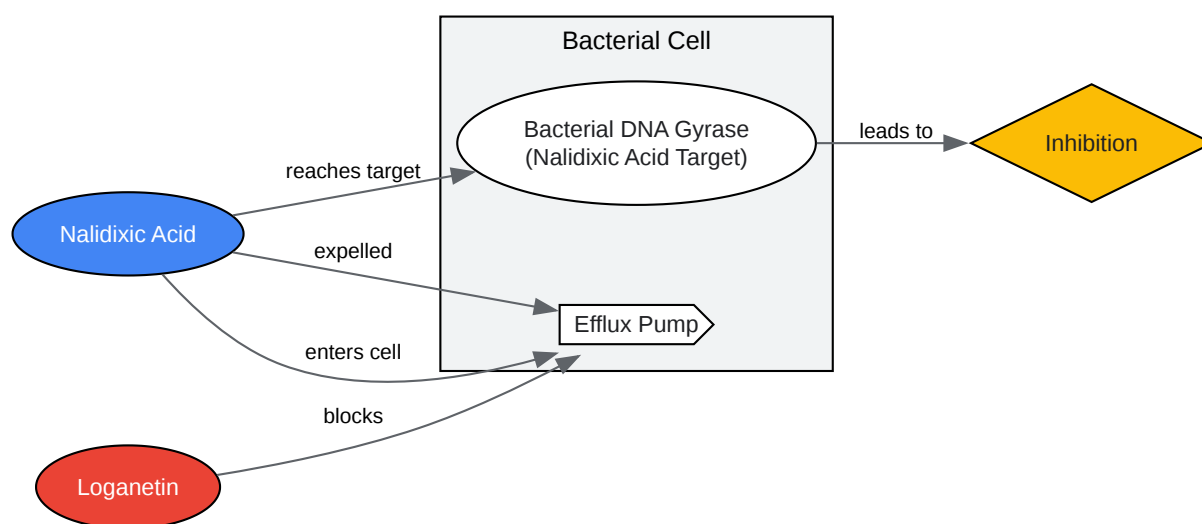 Bacterial Cell
Bacterial DNA Gyrase
(Nalidixic Acid Target)
leads to
Inhibition
reaches target
Nalidixic Acid
expelled
Efflux Pump
enters cell
blocks
Loganetin